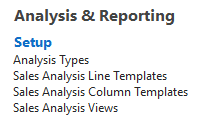 Analysis & Reporting
Setup
Analysis Types
Sales Analysis Line Templates
Sales Analysis Column Templates
Sales Analysis Views